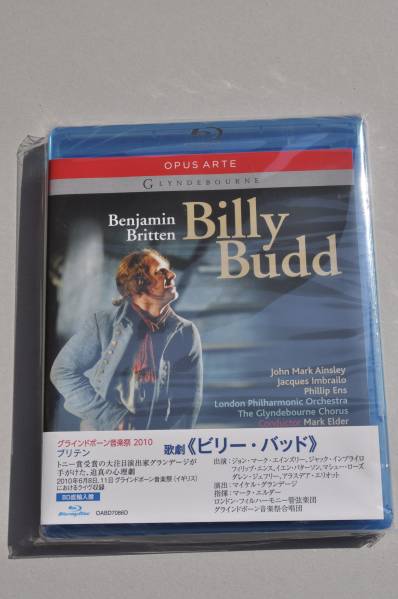 OPUS ARTE
GLYNDEBOURNE
Benjamin
Britten
Billy
Budd
John Mark Ainsley
Jacques Imbrailo
Phillip Ens
London Philharmonic Orchestra
The Glyndebourne Chorus
Conductor Mark Elder
グラインドボーン音楽祭 2010
ブリテン
歌劇《ビリー・バッド》
トニー賞受賞の大注目演出家グランデージが
手がけた、迫真の心理劇
2010年6月8日、11日 グラインドボーン音楽祭(イギリス)
におけるライヴ収録
BD直輸入盤
Blu-ray Disc
OABD7086D
出演:ジョン・マーク・エインズリー、ジャック・インブライロ
フィリップ・エンス、イエン・パターソン、マシュー・ローズ
ダレン・ジェフリー、アラスデア・エリオット
演出:マイケル・グランデージ
指揮:マーク・エルダー
ロンドン・フィルハーモニー管弦楽団
グラインドボーン音楽祭合唱団